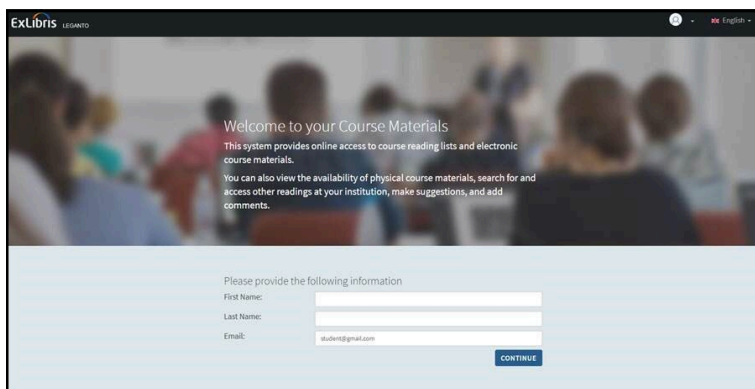 ExLibris LEGANTO
English
Welcome to your Course Materials
This system provides online access to course reading lists and electronic
course materials.
You can also view the availability of physical course materials, search for and
access other readings at your institution, make suggestions, and add
comments.
Please provide the following information
First Name:
Last Name:
Email: student@gmail.com
CONTINUE